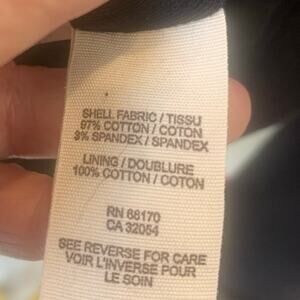 SHELL FABRIC / TISSU
97% COTTON / COTON
3% SPANDEX / SPANDEX
LINING / DOUBLURE
100% COTTON / COTON
RN 66170
CA 32054
SEE REVERSE FOR CARE
VOIR L'INVERSE POUR
LE SOIN